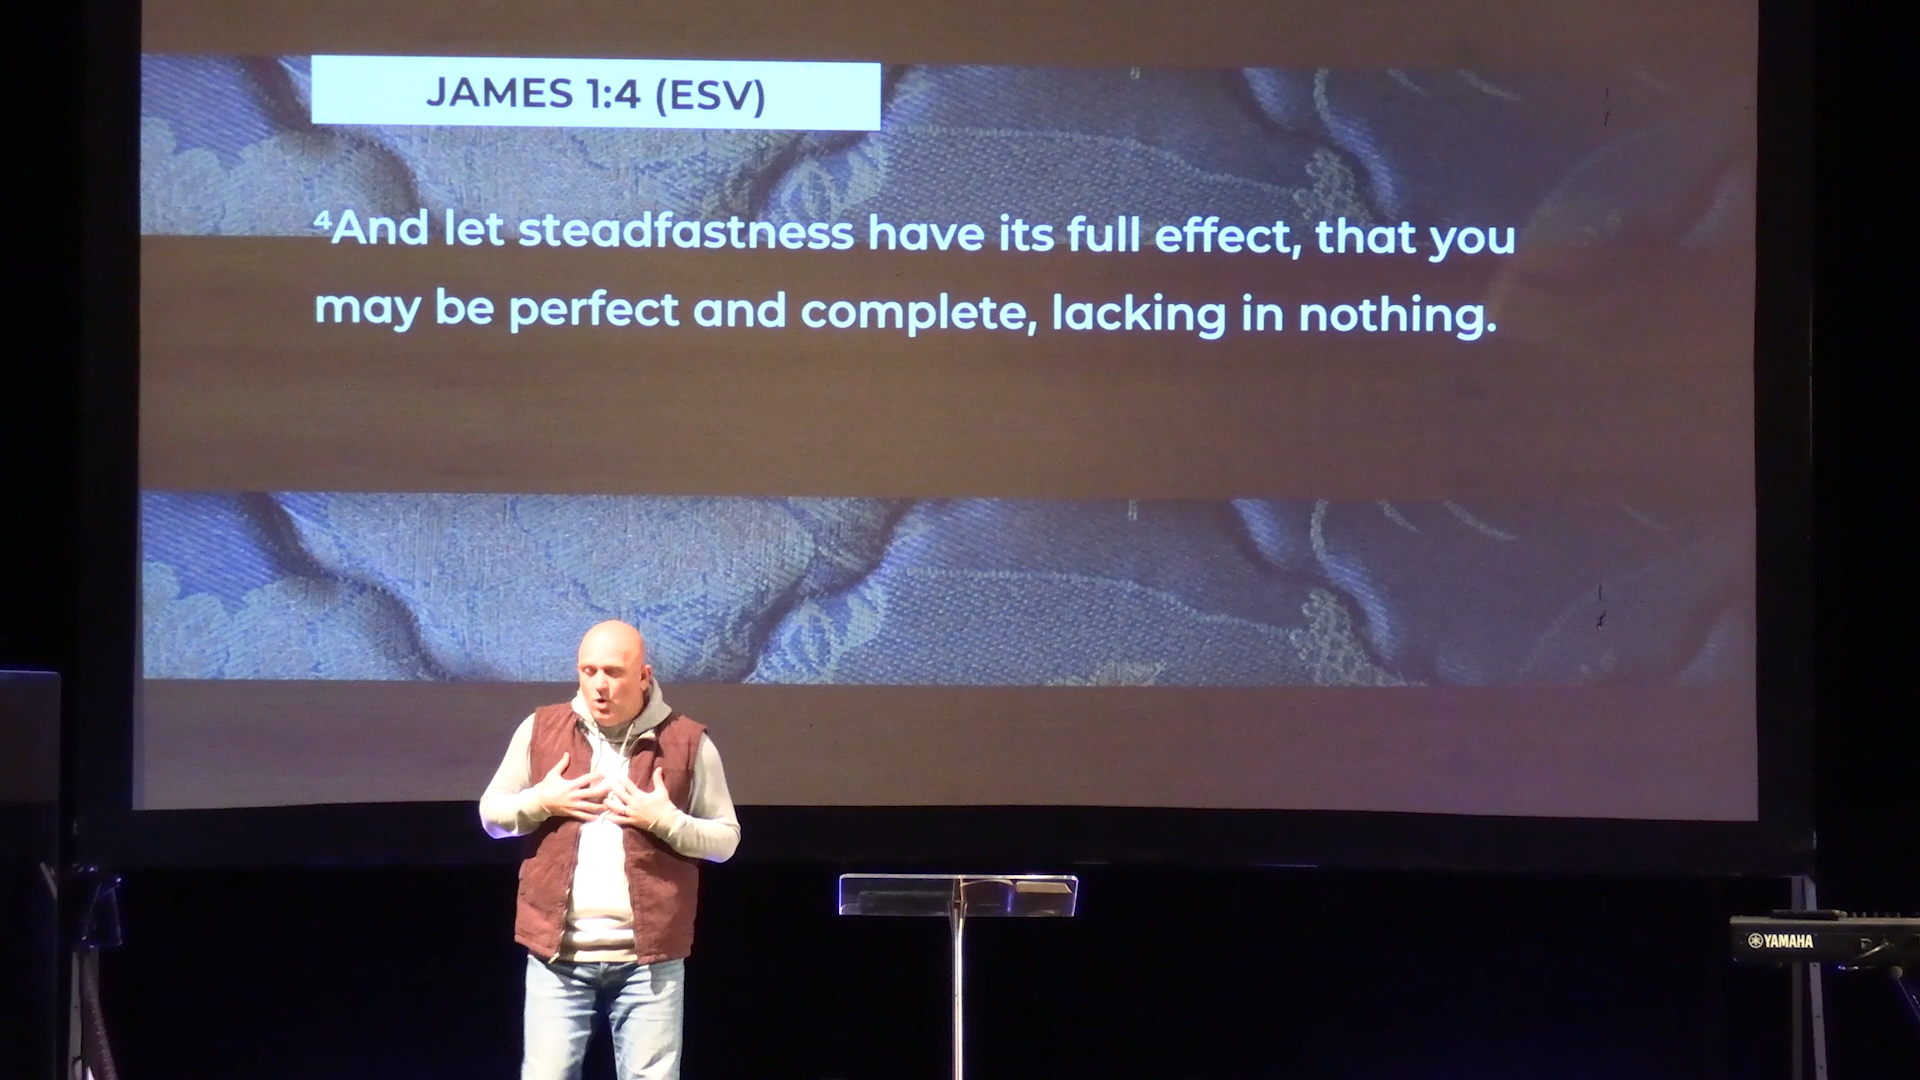 JAMES 1:4 (ESV)
⁴And let steadfastness have its full effect, that you
may be perfect and complete, lacking in nothing.
YAMAHA